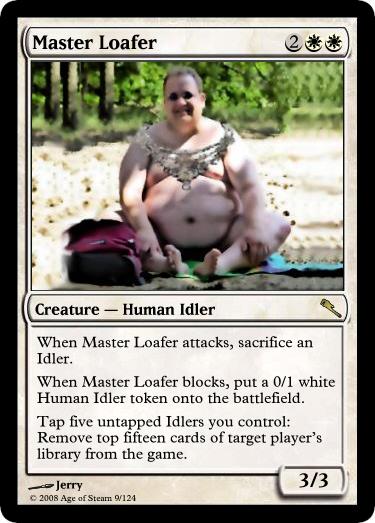 Master Loafer 2
Creature — Human Idler
When Master Loafer attacks, sacrifice an
Idler.
When Master Loafer blocks, put a 0/1 white
Human Idler token onto the battlefield.
Tap five untapped Idlers you control:
Remove top fifteen cards of target player's
library from the game.
3/3
Jerry
© 2008 Age of Steam 9/124